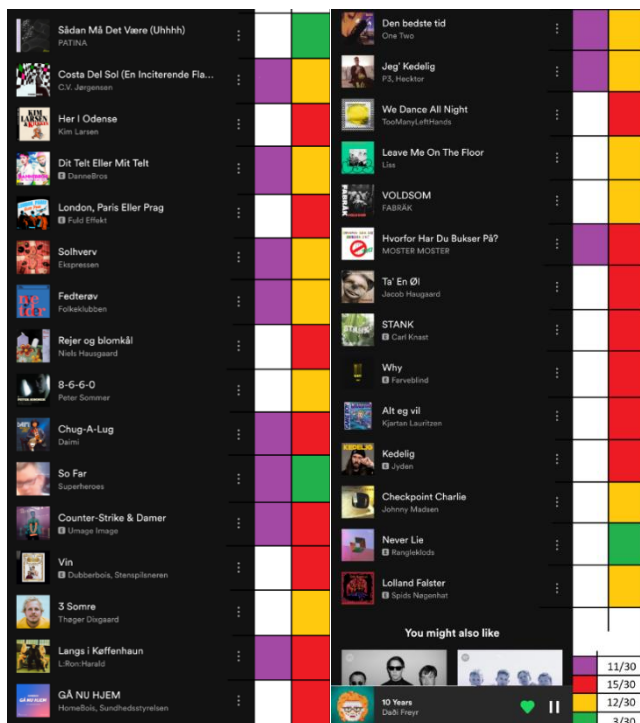 Sådan Må Det Være (Uhhhh)
PATINA
Costa Del Sol (En Inciterende Fla...
C.V. Jørgensen
Her I Odense
Kim Larsen
Dit Telt Eller Mit Telt
E DanneBros
London, Paris Eller Prag
E Fuld Effekt
Solhverv
Ekspressen
Fedterøv
Folkeklubben
Rejer og blomkål
Niels Hausgaard
8-6-6-0
Peter Sommer
Chug-A-Lug
Daimi
So Far
Superheroes
Counter-Strike & Damer
E Umage Image
Vin
E Dubberbois, Stenspilsneren
3 Somre
Thøger Dixgaard
Langs i Køffenhaun
L:Ron:Harald
GÅ NU HJEM
HomeBois, Sundhedsstyrelsen
Den bedste tid
One Two
Jeg' Kedelig
P3, Hecktor
We Dance All Night
TooManyLeftHands
Leave Me On The Floor
Liss
VOLDSOM
FABRÄK
Hvorfor Har Du Bukser På?
MOSTER MOSTER
Ta' En Øl
Jacob Haugaard
STANK
E Carl Knast
Why
E Farveblind
Alt eg vil
Kjartan Lauritzen
Kedelig
E Jydan
Checkpoint Charlie
Johnny Madsen
Never Lie
E Rangleklods
Lolland Falster
E Spids Nøgenhat
You might also like
10 Years
Daði Freyr
11/30
15/30
12/30
3/30